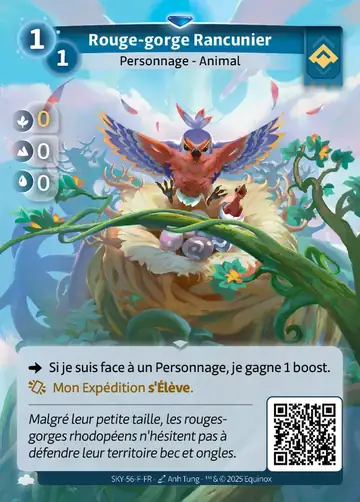 1
1
Rouge-gorge Rancunier
Personnage - Animal
0
0
0
Si je suis face à un Personnage, je gagne 1 boost.
Mon Expédition s'Élève.
Malgré leur petite taille, les rouges-
gorges rhodopéens n'hésitent pas à
défendre leur territoire bec et ongles.
SKY-56-F-FR - Anh Tung - ™ & © 2025 Equinox